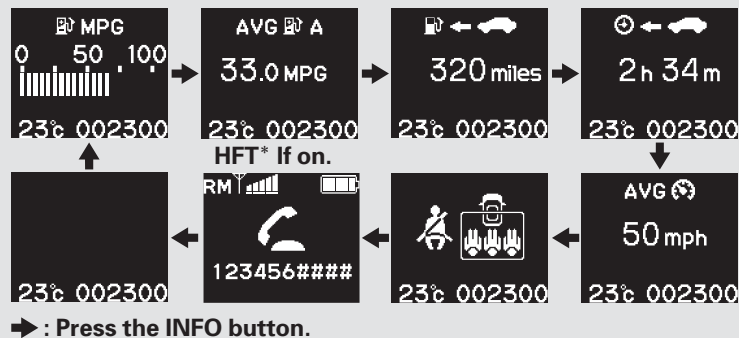 MPG
0 50 100
23°c 002300
AVG A
33.0 MPG
23°c 002300
320 miles
23°c 002300
2h 34m
23°c 002300
HFT* If on.
23°c 002300
RM
123456####
23°c 002300
AVG
50 mph
23°c 002300
: Press the INFO button.